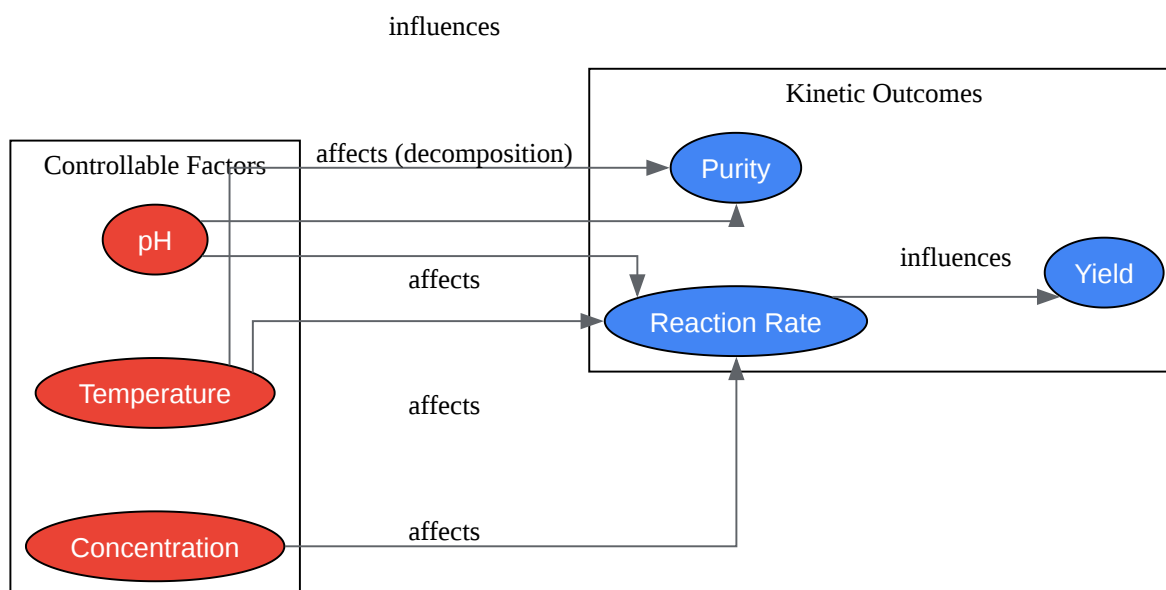 influences
Kinetic Outcomes
Controllable Factors
affects (decomposition)
Purity
pH
influences
Yield
affects
Reaction Rate
Temperature
affects
affects
Concentration